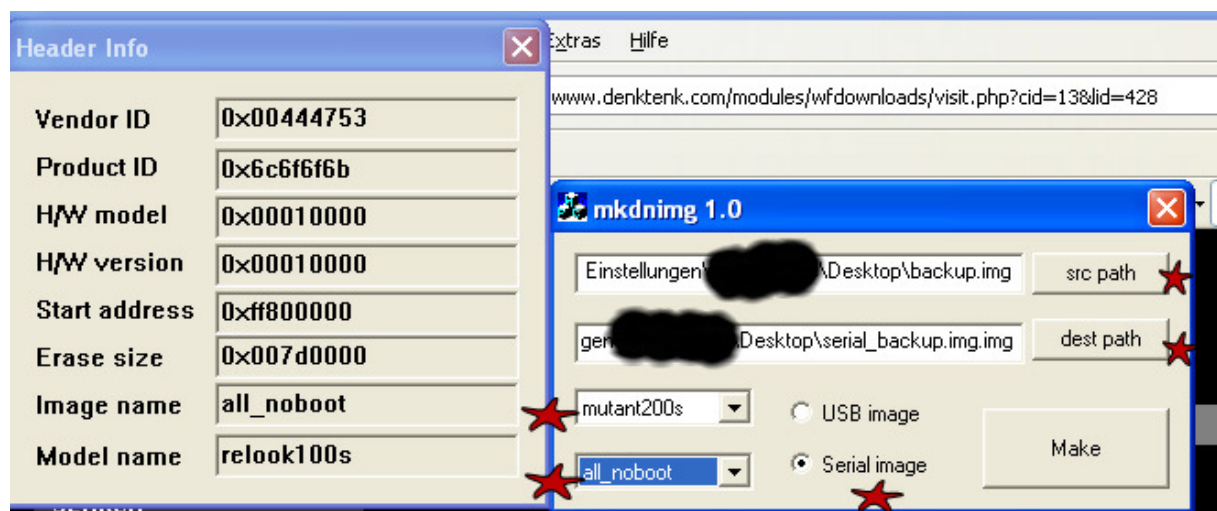 Header Info
Vendor ID 0x00444753
Product ID 0x6c6f6f6b
H/W model 0x00010000
H/W version 0x00010000
Start address 0xff800000
Erase size 0x007d0000
Image name all_noboot
Model name relook100s
Extras Hilfe
www.denktenk.com/modules/wfdownloads/visit.php?cid=13&lid=428
mkdnimg 1.0
Einstellungen\ \Desktop\backup.img src path
gen Desktop\serial_backup.img.img dest path
mutant200s USB image
all_noboot Serial image
Make